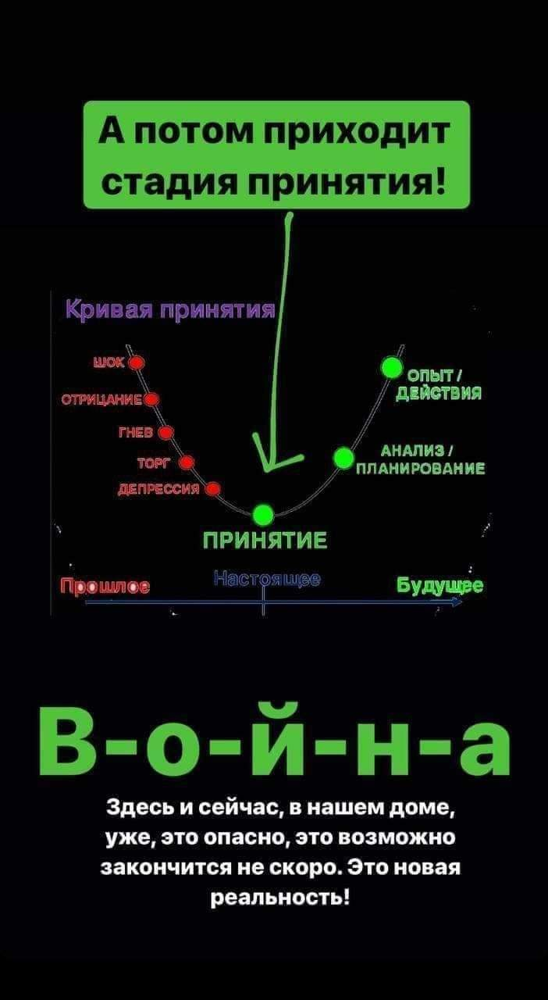 А потом приходит
стадия принятия!
Кривая принятия
ШОК
ОТРИЦАНИЕ
ГНЕВ
ТОРГ
ДЕПРЕССИЯ
ПРИНЯТИЕ
АНАЛИЗ /
ПЛАНИРОВАНИЕ
ОПЫТ /
ДЕЙСТВИЯ
Прошлое
Настоящее
Будущее
В-о-й-н-а
Здесь и сейчас, в нашем доме,
уже, это опасно, это возможно
закончится не скоро. Это новая
реальность!